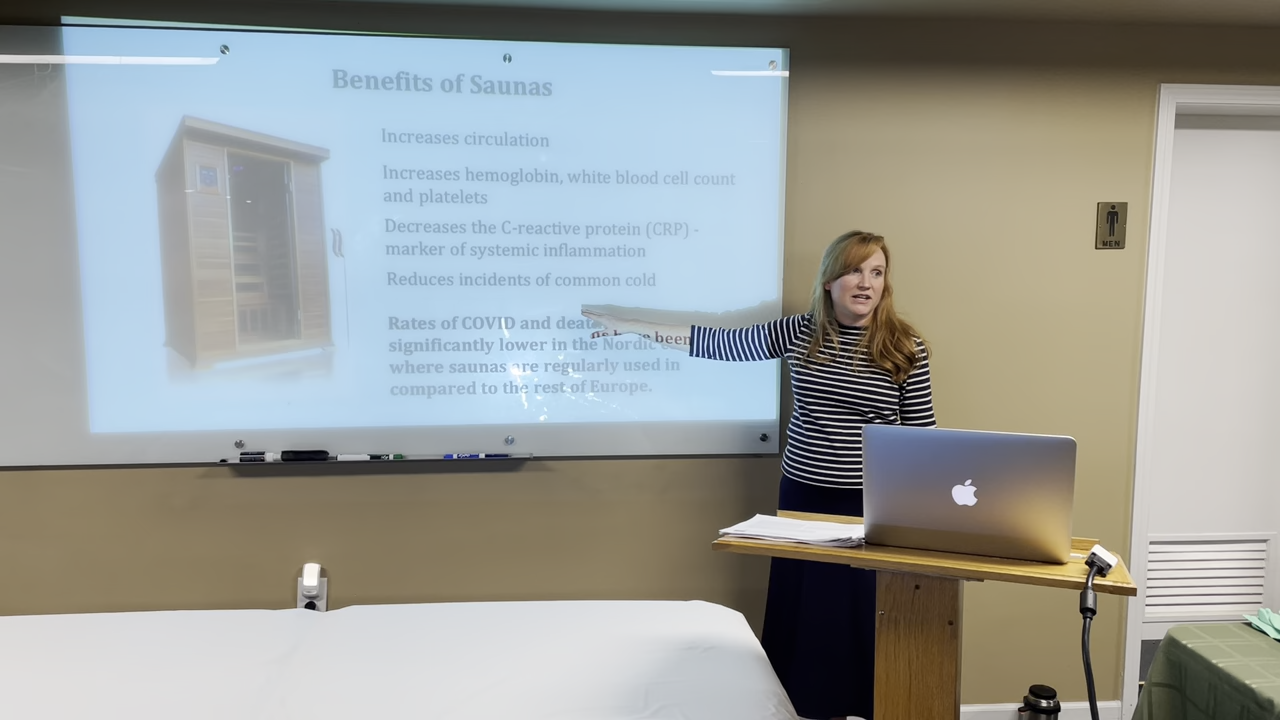 Benefits of Saunas
Increases circulation
Increases hemoglobin, white blood cell count
and platelets
Decreases the C-reactive protein (CRP) -
marker of systemic inflammation
Reduces incidents of common cold
Rates of COVID and
been
significantly lower in the Nordic
where saunas are regularly used in
compared to the rest of Europe.
MEN